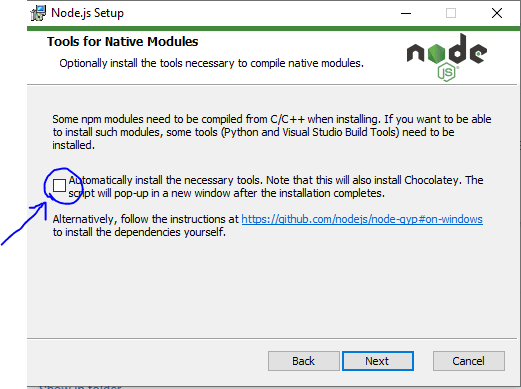 Node.js Setup
Tools for Native Modules
Optionally install the tools necessary to compile native modules.
node
JS
Some npm modules need to be compiled from C/C++ when installing. If you want to be able
to install such modules, some tools (Python and Visual Studio Build Tools) need to be
installed.
Automatically install the necessary tools. Note that this will also install Chocolatey. The
script will pop-up in a new window after the installation completes.
Alternatively, follow the instructions at https://github.com/nodejs/node-gyp#on-windows
to install the dependencies yourself.
Back Next Cancel
Show in folder